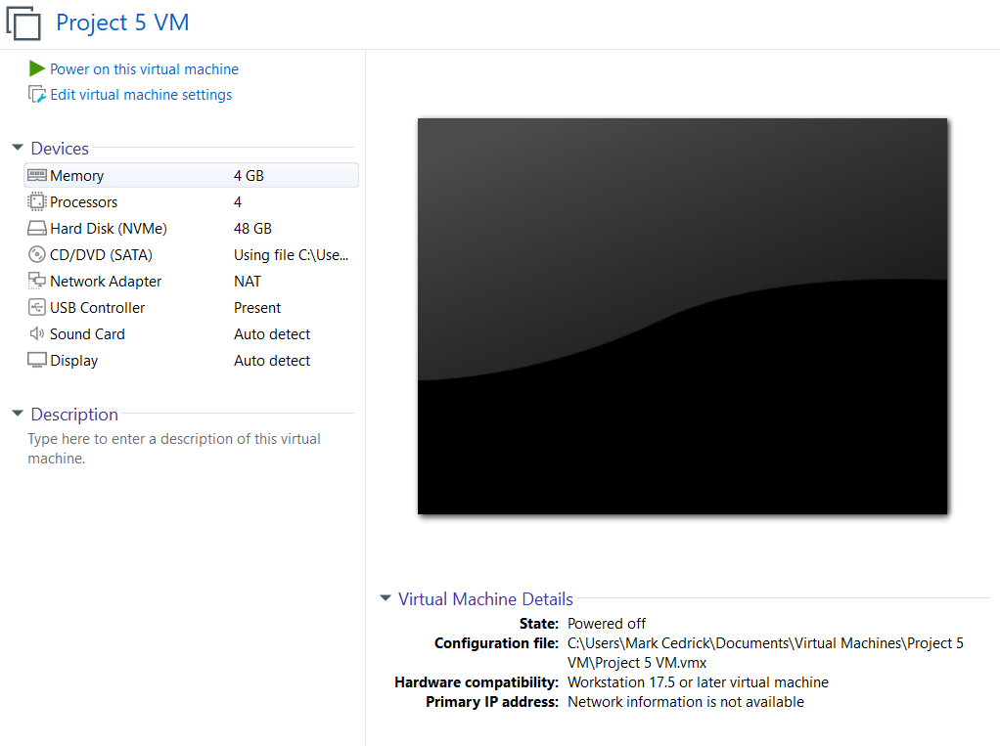 Project 5 VM
Power on this virtual machine
Edit virtual machine settings
Devices
Memory 4 GB
Processors 4
Hard Disk (NVMe) 48 GB
CD/DVD (SATA) Using file C:\Use...
Network Adapter NAT
USB Controller Present
Sound Card Auto detect
Display Auto detect
Description
Type here to enter a description of this virtual
machine.
Virtual Machine Details
State: Powered off
Configuration file: C:\Users\Mark Cedrick\Documents\Virtual Machines\Project 5
VM\Project 5 VM.vmx
Hardware compatibility: Workstation 17.5 or later virtual machine
Primary IP address: Network information is not available